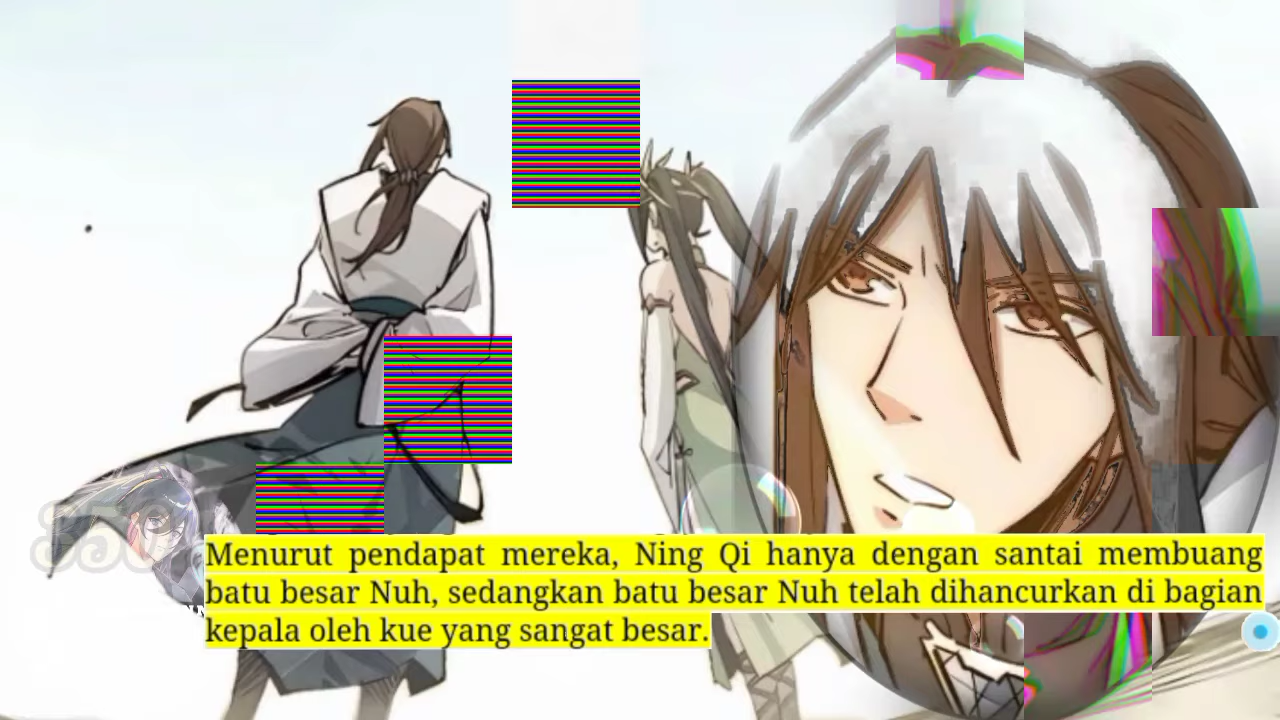 Menurut pendapat mereka, Ning Qi hanya dengan santai membuang
batu besar Nuh, sedangkan batu besar Nuh telah dihancurkan di bagian
kepala oleh kue yang sangat besar.